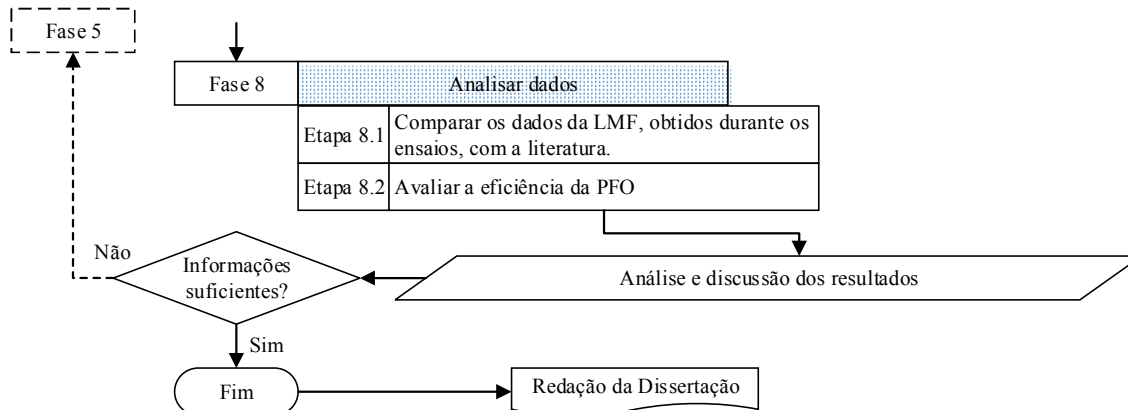 Fase 5
Fase 8
Analisar dados
Etapa 8.1
Comparar os dados da LMF, obtidos durante os
ensaios, com a literatura.
Etapa 8.2
Avaliar a eficiência da PFO
Não
Informações
suficientes?
Análise e discussão dos resultados
Sim
Fim
Redação da Dissertação